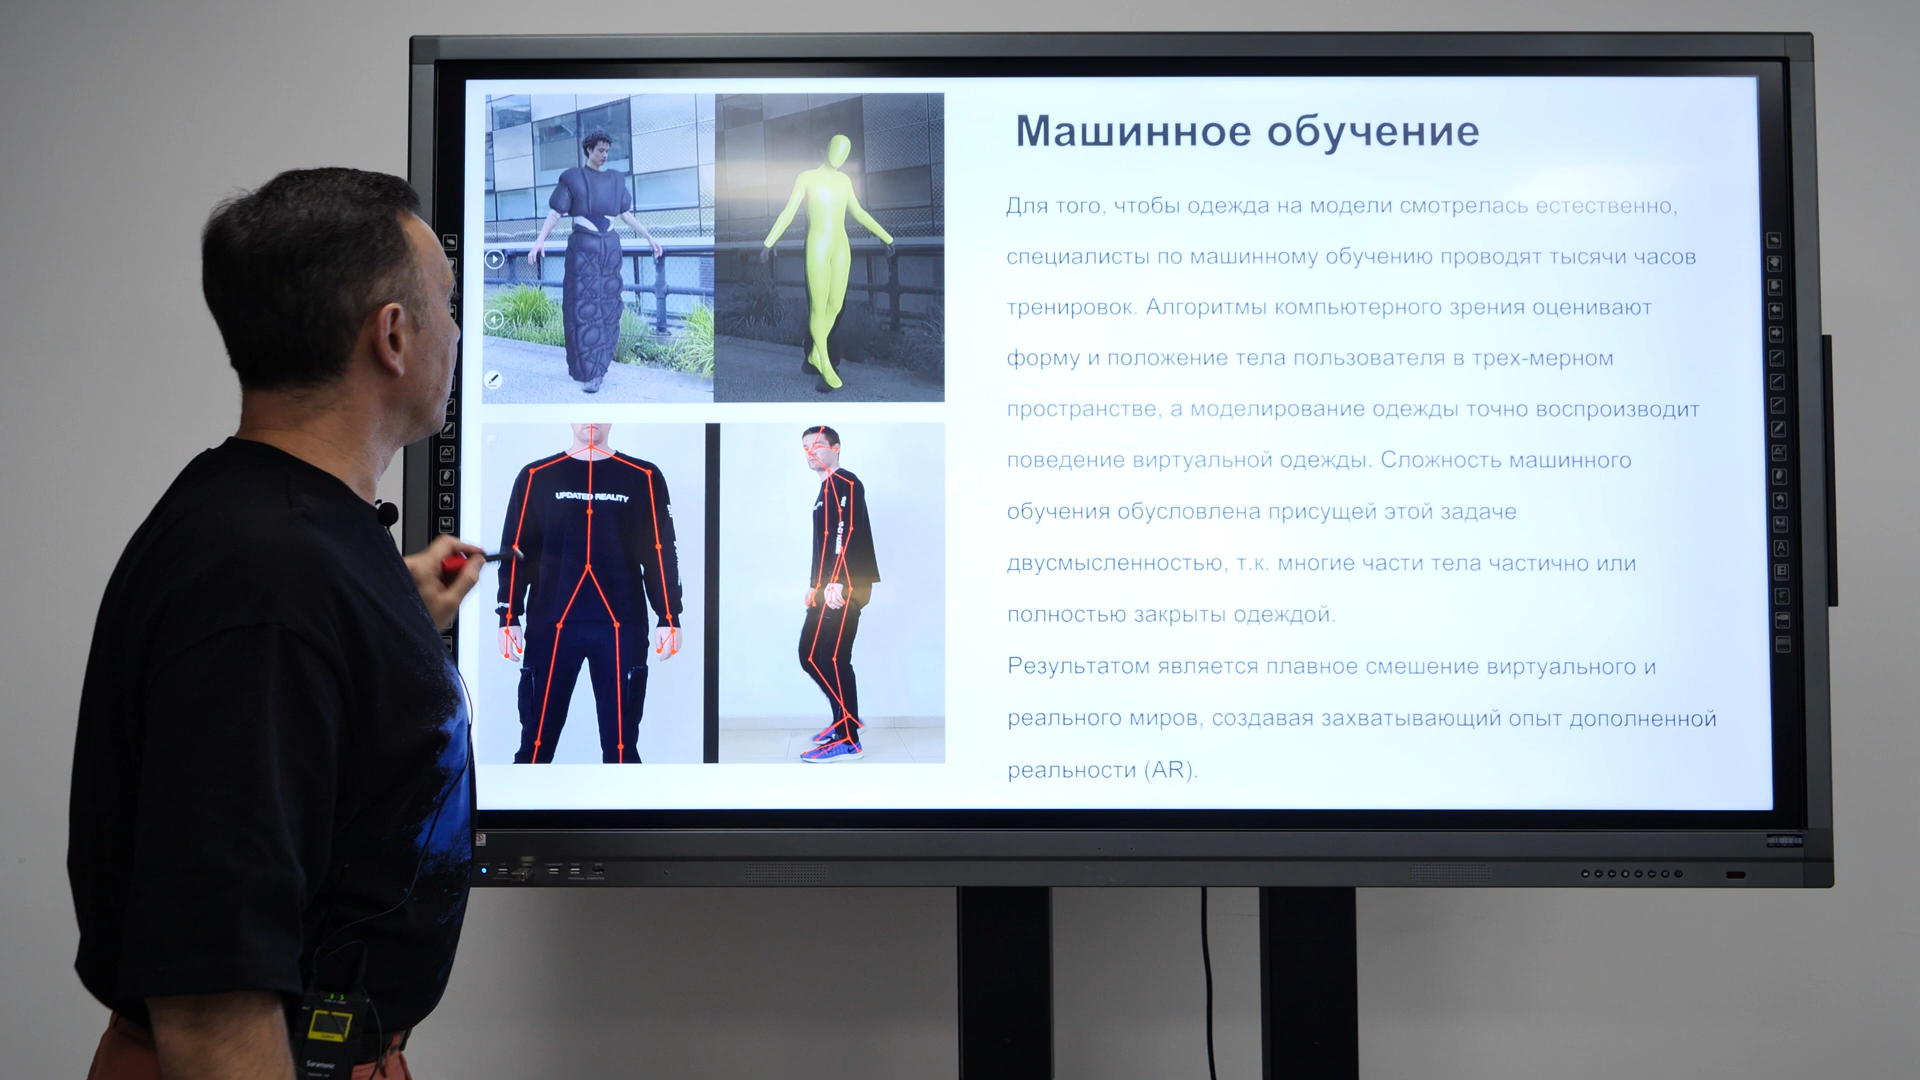 Машинное обучение
Для того, чтобы одежда на модели смотрелась естественно,
специалисты по машинному обучению проводят тысячи часов
тренировок. Алгоритмы компьютерного зрения оценивают
форму и положение тела пользователя в трех-мерном
пространстве, а моделирование одежды точно воспроизводит
поведение виртуальной одежды. Сложность машинного
обучения обусловлена присущей этой задаче
двусмысленностью, т.к. многие части тела частично или
полностью закрыты одеждой.
Результатом является плавное смешение виртуального и
реального миров, создавая захватывающий опыт дополненной
реальности (AR).
UPDATED REALITY
Saramonic